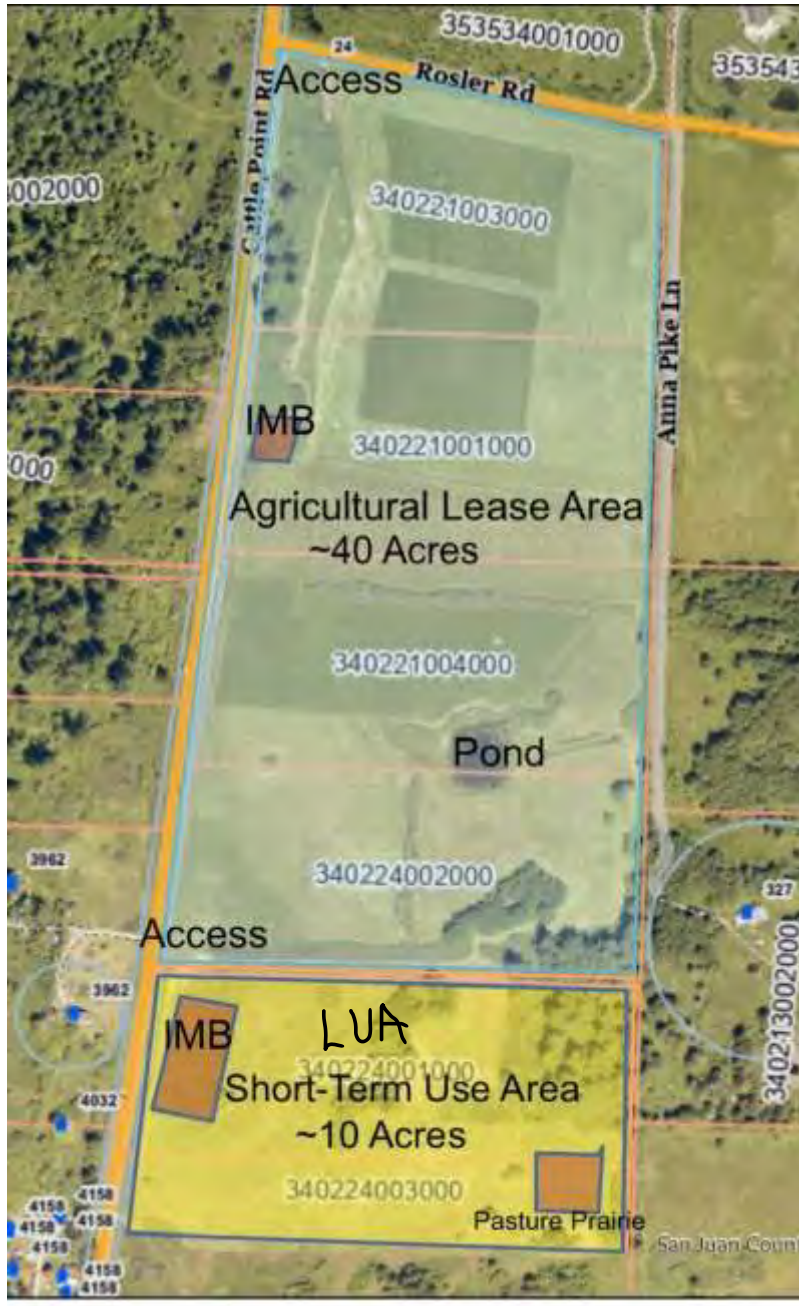 353534001000
24
Rosler Rd
353543
Access
Cattle Point Rd
002000
340221003000
Anna Pike Ln
IMB
340221001000
000
Agricultural Lease Area
~40 Acres
340221004000
Pond
3962
340224002000
327
Access
3962
340213002000
IMB
LUA
340224001000
Short-Term Use Area
4032
~10 Acres
340224003000
4158
4158
4158
4158
4158
Pasture Prairie
San Juan Coun
4158
4158